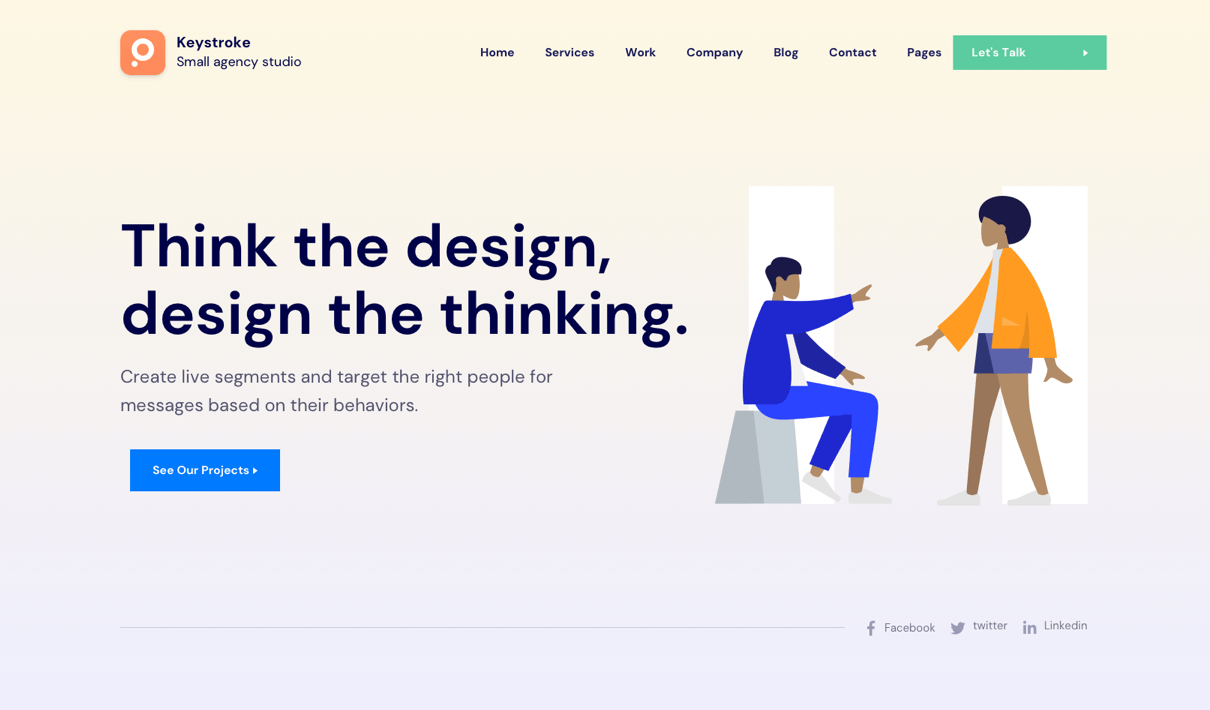 Keystroke
Small agency studio
Home Services Work Company Blog Contact Pages Let's Talk
Think the design,
design the thinking.
Create live segments and target the right people for
messages based on their behaviors.
See Our Projects
Facebook twitter Linkedin